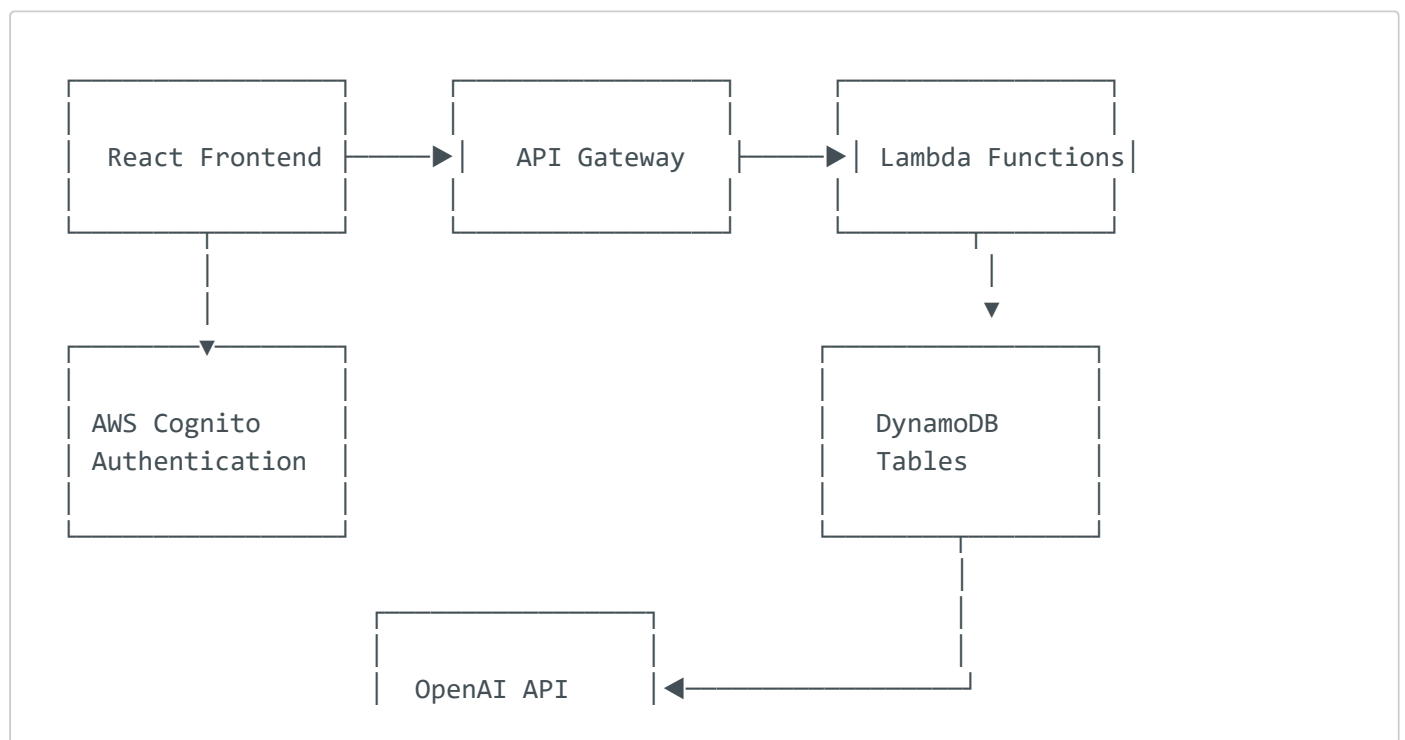 React Frontend API Gateway Lambda Functions
AWS Cognito DynamoDB
Authentication Tables
OpenAI API